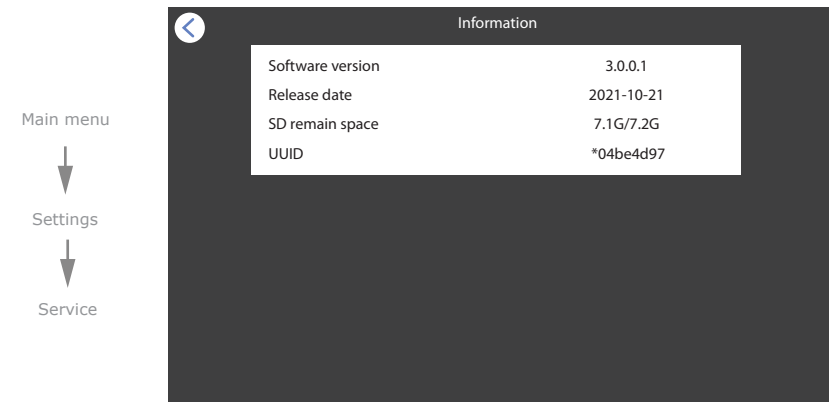 Main menu
Settings
Service
Information
Software version 3.0.0.1
Release date 2021-10-21
SD remain space 7.1G/7.2G
UUID *04be4d97